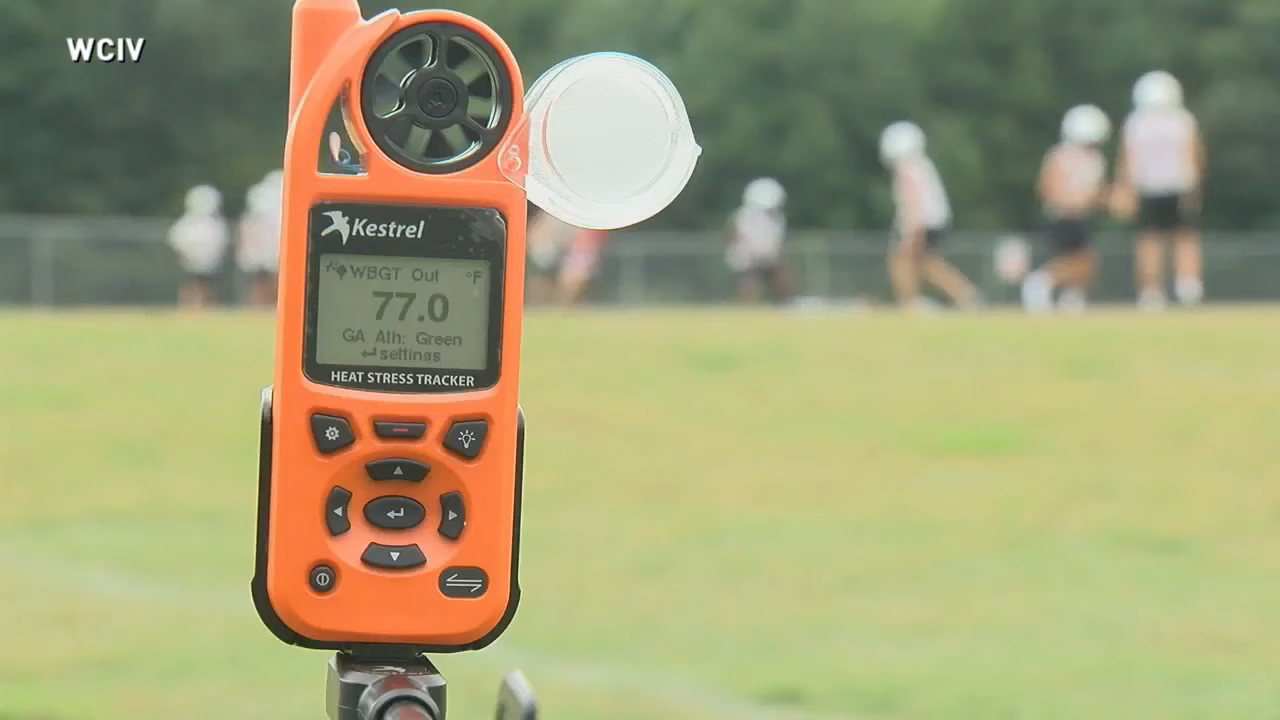 WCIV
Kestrel
WBGT Out °F
77.0
GA Ath: Green
↵ settings
HEAT STRESS TRACKER